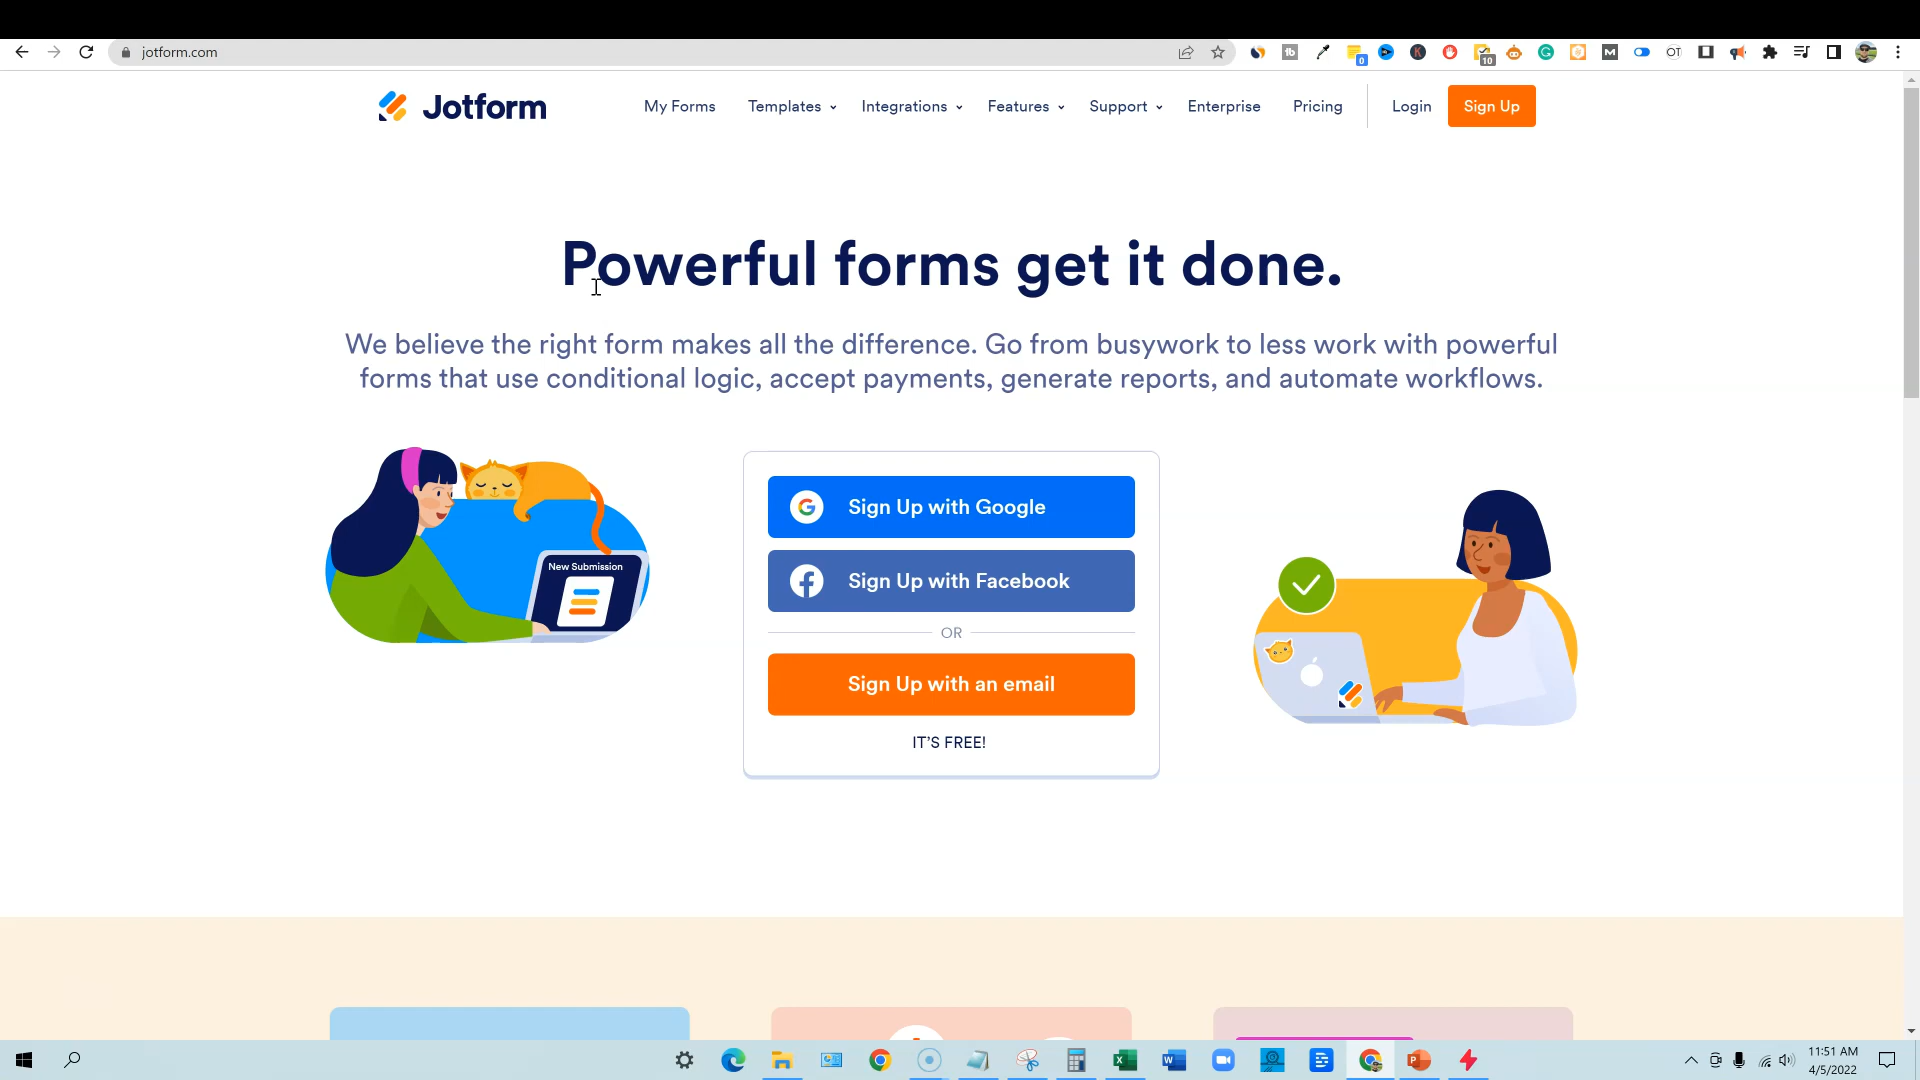 jotform.com
0
10
Jotform
My Forms
Templates
Integrations
Features
Support
Enterprise
Pricing
Login
Sign Up
Powerful forms get it done.
We believe the right form makes all the difference. Go from busywork to less work with powerful
forms that use conditional logic, accept payments, generate reports, and automate workflows.
New Submission
Sign Up with Google
Sign Up with Facebook
OR
Sign Up with an email
IT'S FREE!
11:51 AM
4/5/2022